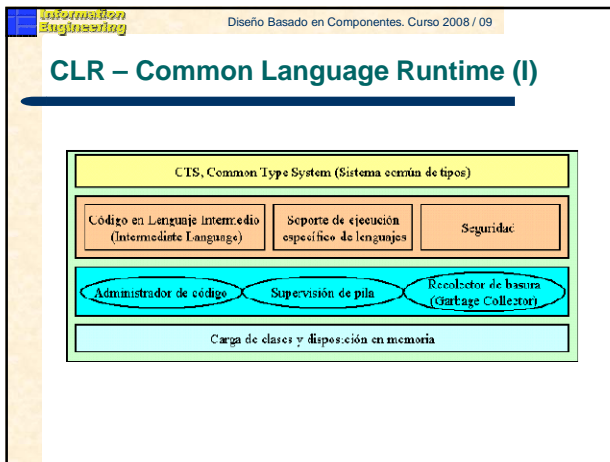 Information
Engineering
Diseño Basado en Componentes. Curso 2008 / 09
CLR – Common Language Runtime (I)
CTS, Common Type System (Sistema común de tipos)
Código en Lenguaje Intermedio
(Intermediate Language)
Soporte de ejecución
específico de lenguajes
Seguridad
Administrador de código
Supervisión de pila
Recolector de basura
(Garbage Collector)
Carga de clases y disposición en memoria